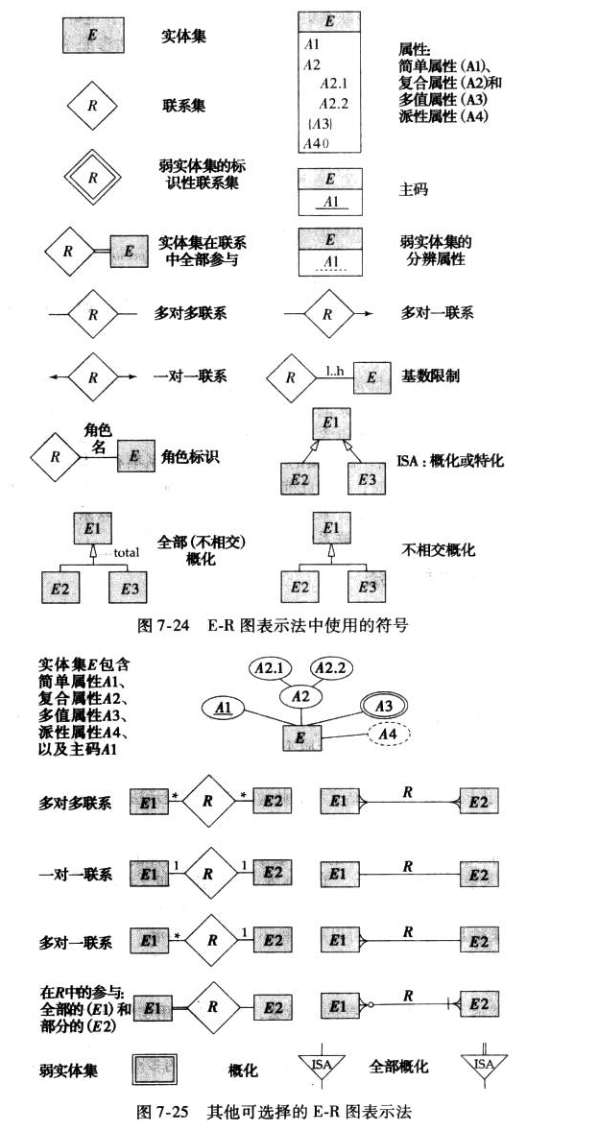 E
实体集
R
联系集
R
弱实体集的标
识性联系集
R
E
实体集在联系
中全部参与
R
多对多联系
R
一对一联系
R
角色
名
E
角色标识
E1
total
E2
E3
全部(不相交)
概化
E
A1
A2
A2.1
A2.2
{A3}
A4()
属性:
简单属性(A1)、
复合属性(A2)和
多值属性(A3)
派性属性(A4)
E
A1
主码
E
A1
弱实体集的
分辨属性
R
多对一联系
R
l..h
E
基数限制
E1
E2
E3
ISA:概化或特化
E1
E2
E3
不相交概化
图 7-24 E-R 图表示法中使用的符号
实体集E包含
简单属性A1、
复合属性A2、
多值属性A3、
派性属性A4、
以及主码A1
A2.1
A2.2
A1
A2
A3
E
A4
多对多联系
E1
*
R
*
E2
E1
R
E2
一对一联系
E1
1
R
1
E2
E1
R
E2
多对一联系
E1
*
R
1
E2
E1
R
E2
在R中的参与:
全部的(E1)和
部分的(E2)
E1
R
E2
E1
R
E2
弱实体集
概化
ISA
全部概化
ISA
图 7-25 其他可选择的 E-R 图表示法